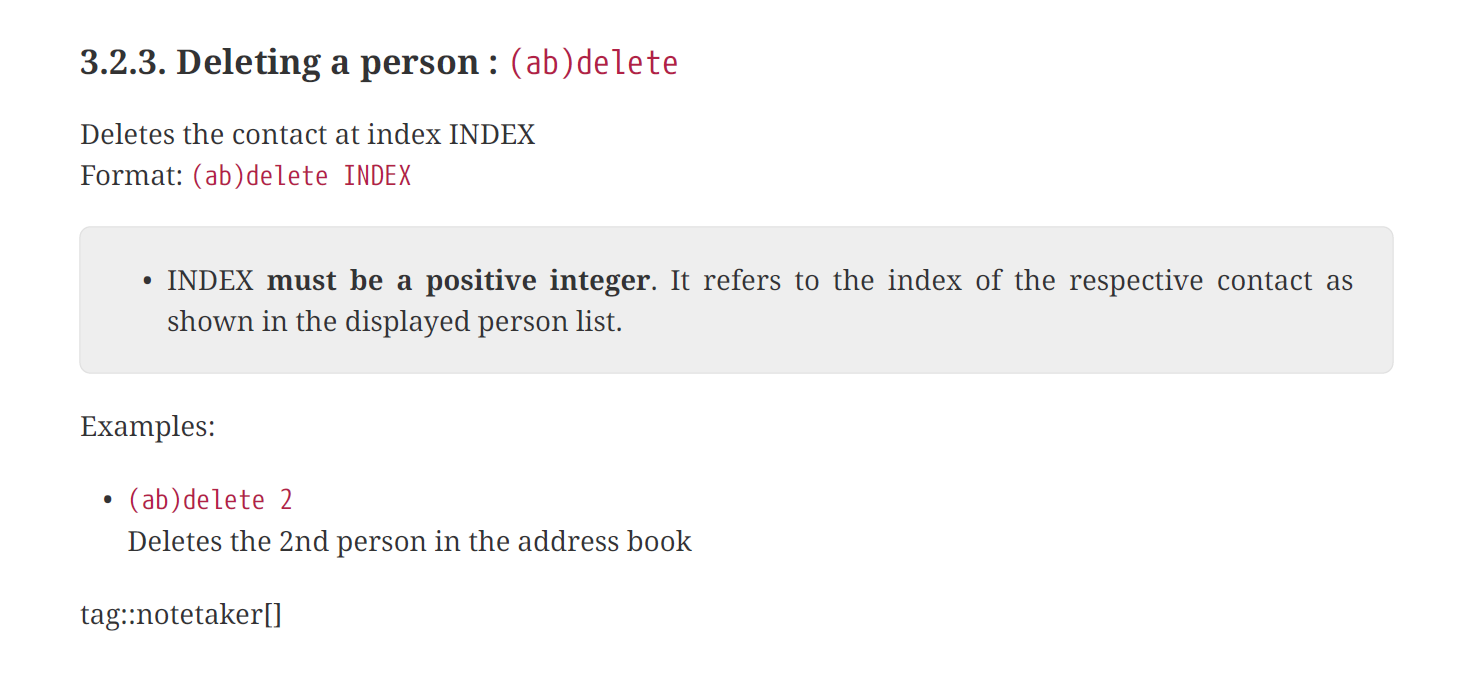 3.2.3. Deleting a person : (ab)delete
Deletes the contact at index INDEX
Format: (ab)delete INDEX
• INDEX must be a positive integer. It refers to the index of the respective contact as
shown in the displayed person list.
Examples:
• (ab)delete 2
Deletes the 2nd person in the address book
tag::notetaker[]